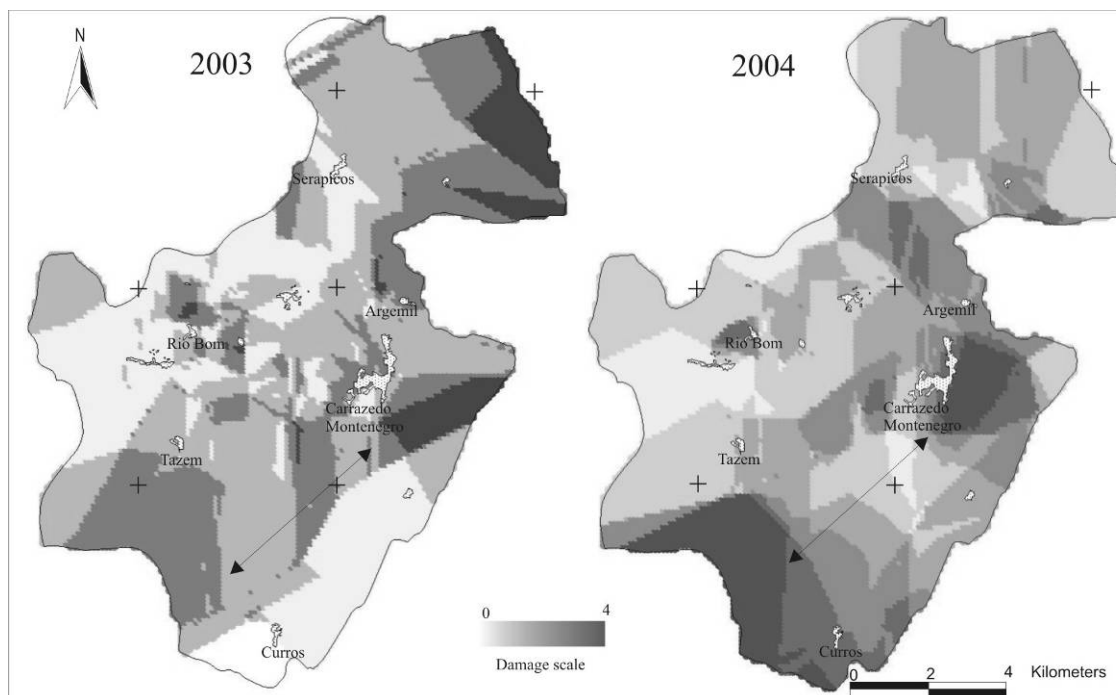 N
2003
Serapicos
Argemil
Rio Bom
Carrazedo
Montenegro
Tazem
Curros
0 4
Damage scale
2004
Serapicos
Argemil
Rio Bom
Carrazedo
Montenegro
Tazem
Curros
0 2 4 Kilometers